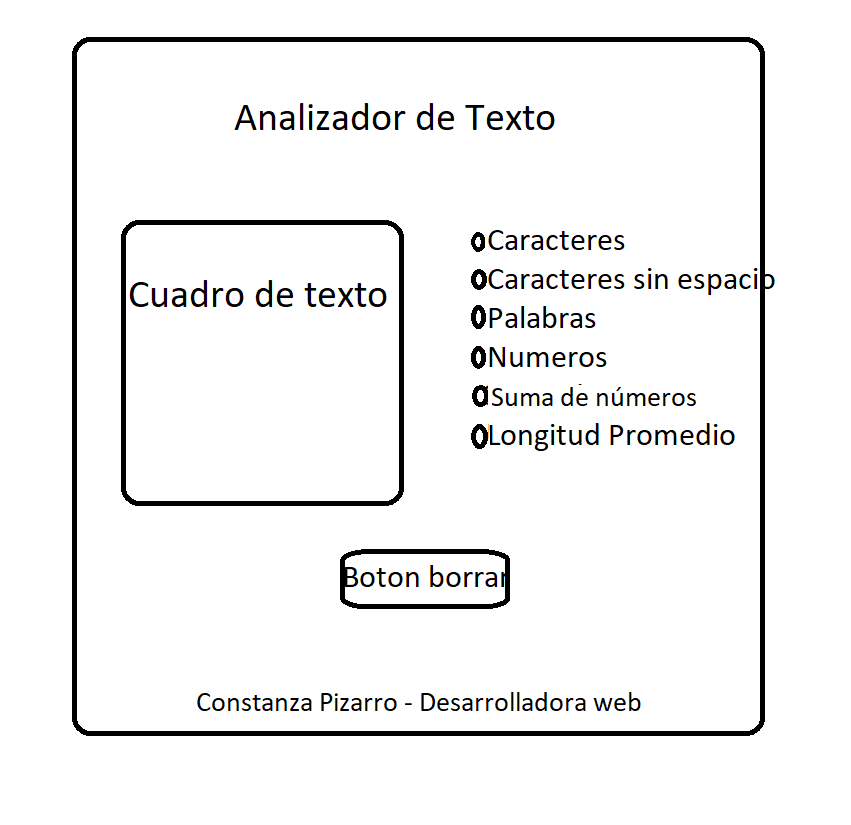 Analizador de Texto
Cuadro de texto
Caracteres
Caracteres sin espacio
Palabras
Numeros
Suma de números
Longitud Promedio
Boton borrar
Constanza Pizarro - Desarrolladora web